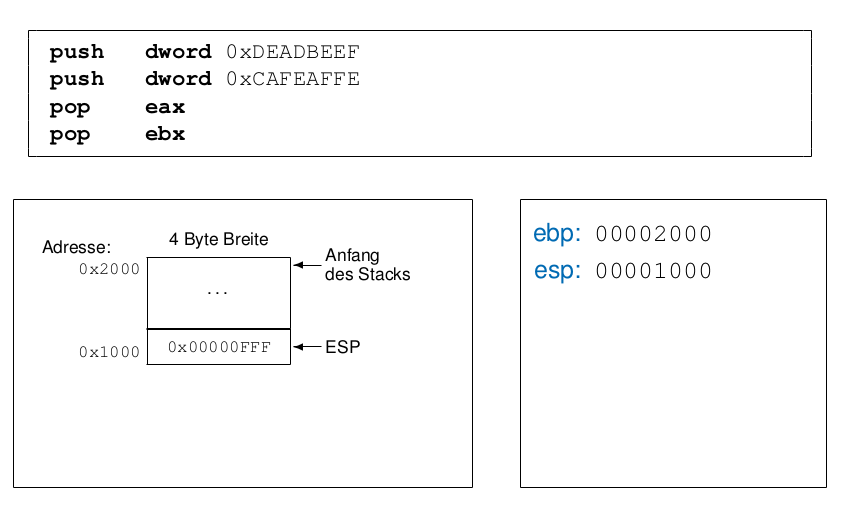 push dword 0xDEADBEEF
push dword 0xCAFEAFFE
pop eax
pop ebx
4 Byte Breite
Adresse:
0x2000
...
Anfang
des Stacks
0x1000
0x00000FFF
ESP
ebp: 00002000
esp: 00001000